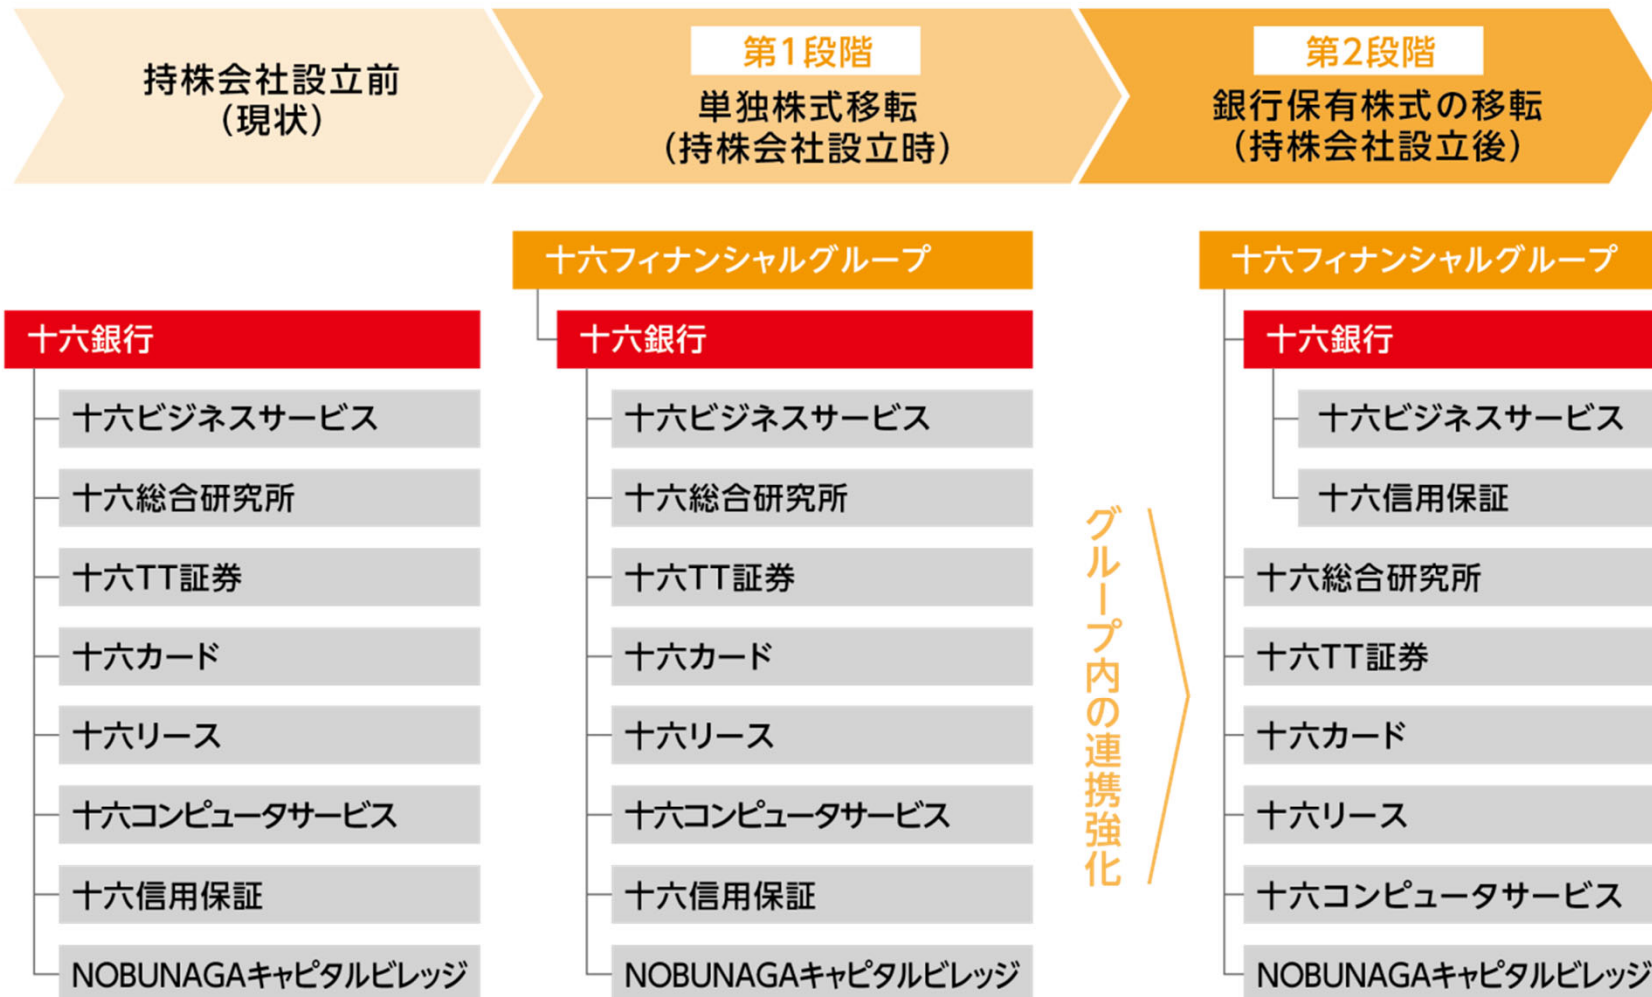 持株会社設立前
(現状)
第1段階
単独株式移転
(持株会社設立時)
第2段階
銀行保有株式の移転
(持株会社設立後)
十六銀行
十六ビジネスサービス
十六総合研究所
十六TT証券
十六カード
十六リース
十六コンピュータサービス
十六信用保証
NOBUNAGAキャピタルビレッジ
十六フィナンシャルグループ
十六銀行
十六ビジネスサービス
十六総合研究所
十六TT証券
十六カード
十六リース
十六コンピュータサービス
十六信用保証
NOBUNAGAキャピタルビレッジ
グループ内の連携強化
十六フィナンシャルグループ
十六銀行
十六ビジネスサービス
十六信用保証
十六総合研究所
十六TT証券
十六カード
十六リース
十六コンピュータサービス
NOBUNAGAキャピタルビレッジ